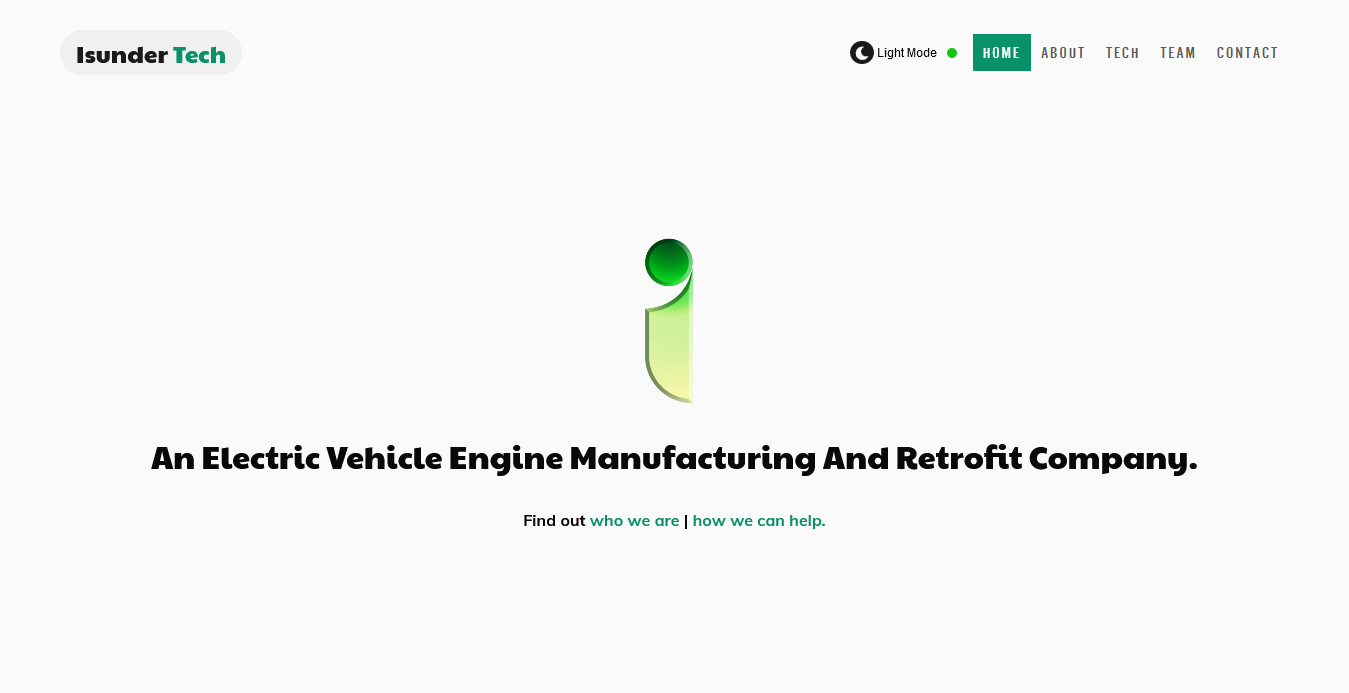 Isunder Tech
Light Mode
HOME ABOUT TECH TEAM CONTACT
i
An Electric Vehicle Engine Manufacturing And Retrofit Company.
Find out who we are | how we can help.